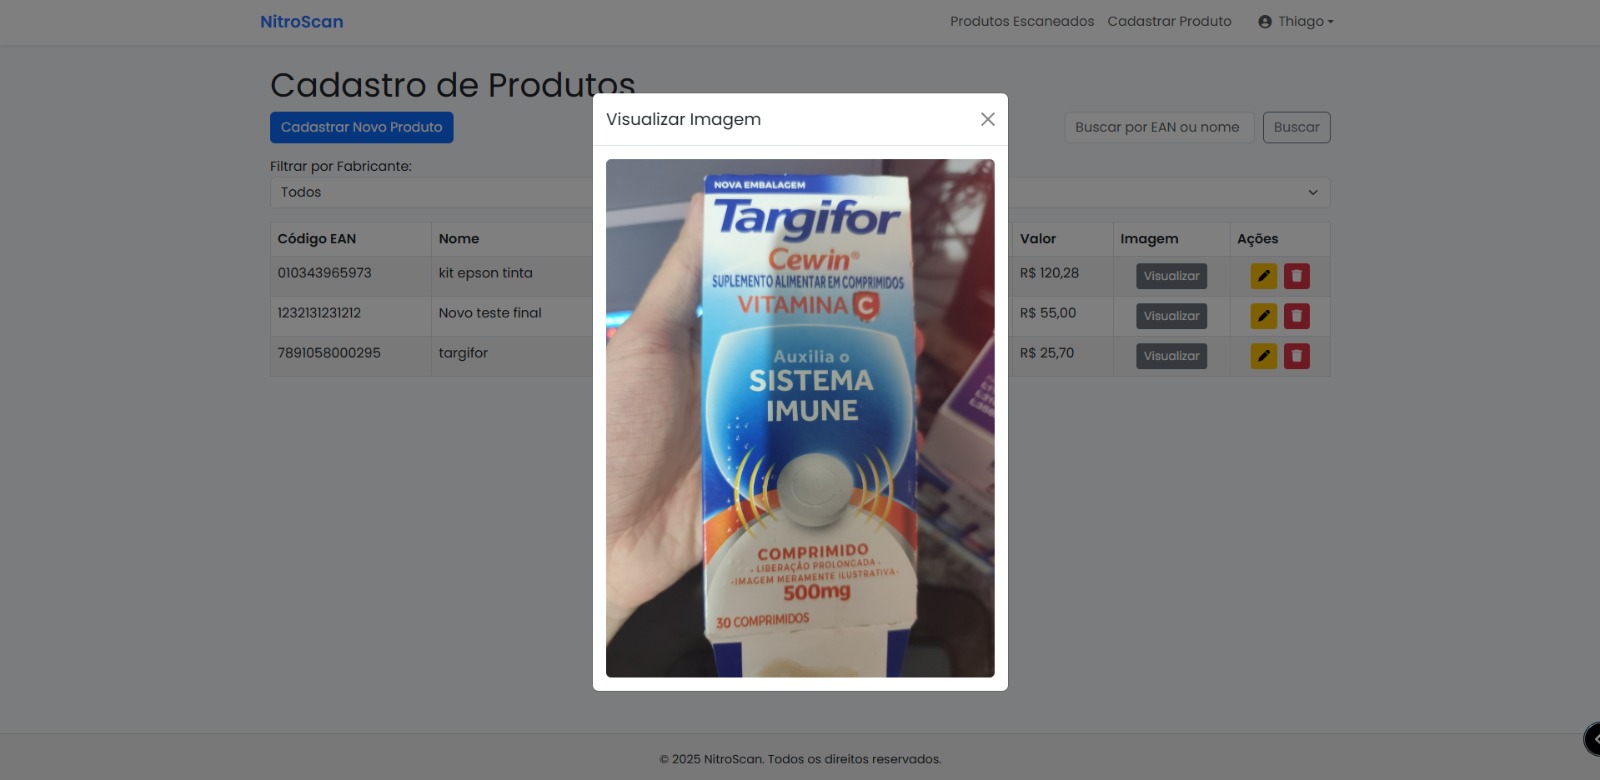 NitroScan
Produtos Escaneados Cadastrar Produto Thiago
Cadastro de Produtos
Cadastrar Novo Produto
Buscar por EAN ou nome Buscar
Filtrar por Fabricante:
Todos
Código EAN Nome Valor Imagem Ações
010343965973 kit epson tinta R$ 120,28 Visualizar
1232131231212 Novo teste final R$ 55,00 Visualizar
7891058000295 targifor R$ 25,70 Visualizar
Visualizar Imagem
NOVA EMBALAGEM
Targifor
Cewin®
SUPLEMENTO ALIMENTAR EM COMPRIMIDOS
VITAMINA C
Auxilia o
SISTEMA
IMUNE
COMPRIMIDO
- LIBERAÇÃO PROLONGADA -
-IMAGEM MERAMENTE ILUSTRATIVA-
500mg
30 COMPRIMIDOS
© 2025 NitroScan. Todos os direitos reservados.